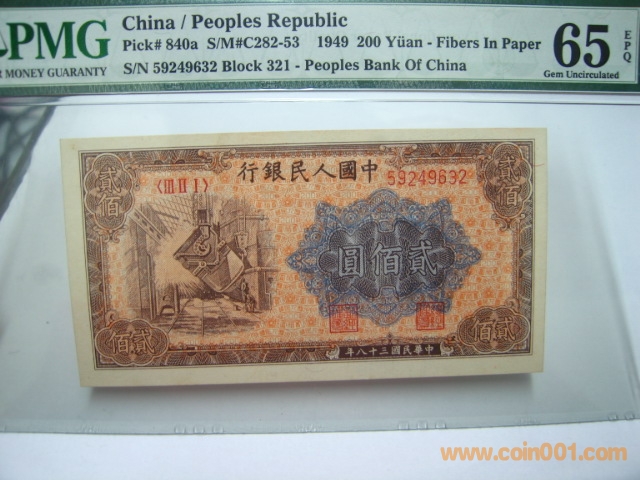 PMG
R MONEY GUARANTY
China / Peoples Republic
Pick# 840a S/M#C282-53 1949 200 Yüan - Fibers In Paper
S/N 59249632 Block 321 - Peoples Bank Of China
65
EPQ
Gem Uncirculated
行銀民人國中
〈III II I〉
59249632
貳佰
貳佰
圓佰貳
佰貳
佰貳
年八十三國民華中
www.coin001.com